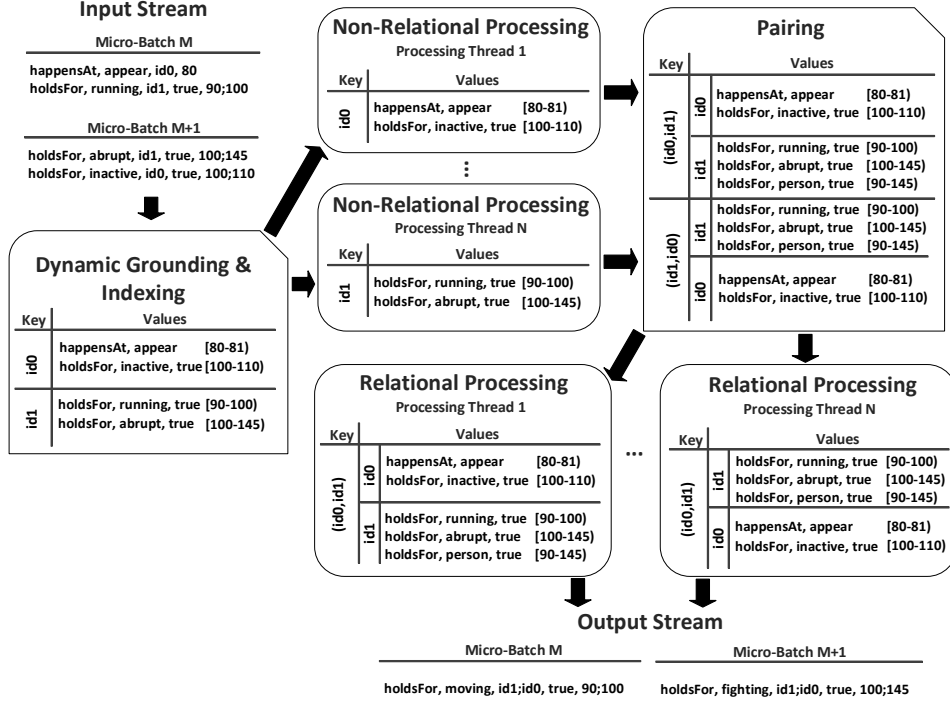 Input Stream
Micro-Batch M
happensAt, appear, id0, 80
holdsFor, running, id1, true, 90;100
Micro-Batch M+1
holdsFor, abrupt, id1, true, 100;145
holdsFor, inactive, id0, true, 100;110
Dynamic Grounding &
Indexing
Key Values
id0
happensAt, appear [80-81)
holdsFor, inactive, true [100-110)
id1
holdsFor, running, true [90-100)
holdsFor, abrupt, true [100-145)
Non-Relational Processing
Processing Thread 1
Key Values
id0
happensAt, appear [80-81)
holdsFor, inactive, true [100-110)
...
Non-Relational Processing
Processing Thread N
Key Values
id1
holdsFor, running, true [90-100)
holdsFor, abrupt, true [100-145)
Pairing
Key Values
(id0,id1)
id0
happensAt, appear [80-81)
holdsFor, inactive, true [100-110)
id1
holdsFor, running, true [90-100)
holdsFor, abrupt, true [100-145)
holdsFor, person, true [90-145)
(id1,id0)
id1
holdsFor, running, true [90-100)
holdsFor, abrupt, true [100-145)
holdsFor, person, true [90-145)
id0
happensAt, appear [80-81)
holdsFor, inactive, true [100-110)
Relational Processing
Processing Thread 1
Key Values
(id0,id1)
id0
happensAt, appear [80-81)
holdsFor, inactive, true [100-110)
id1
holdsFor, running, true [90-100)
holdsFor, abrupt, true [100-145)
holdsFor, person, true [90-145)
...
Relational Processing
Processing Thread N
Key Values
(id0,id1)
id1
holdsFor, running, true [90-100)
holdsFor, abrupt, true [100-145)
holdsFor, person, true [90-145)
id0
happensAt, appear [80-81)
holdsFor, inactive, true [100-110)
Output Stream
Micro-Batch M
holdsFor, moving, id1;id0, true, 90;100
Micro-Batch M+1
holdsFor, fighting, id1;id0, true, 100;145